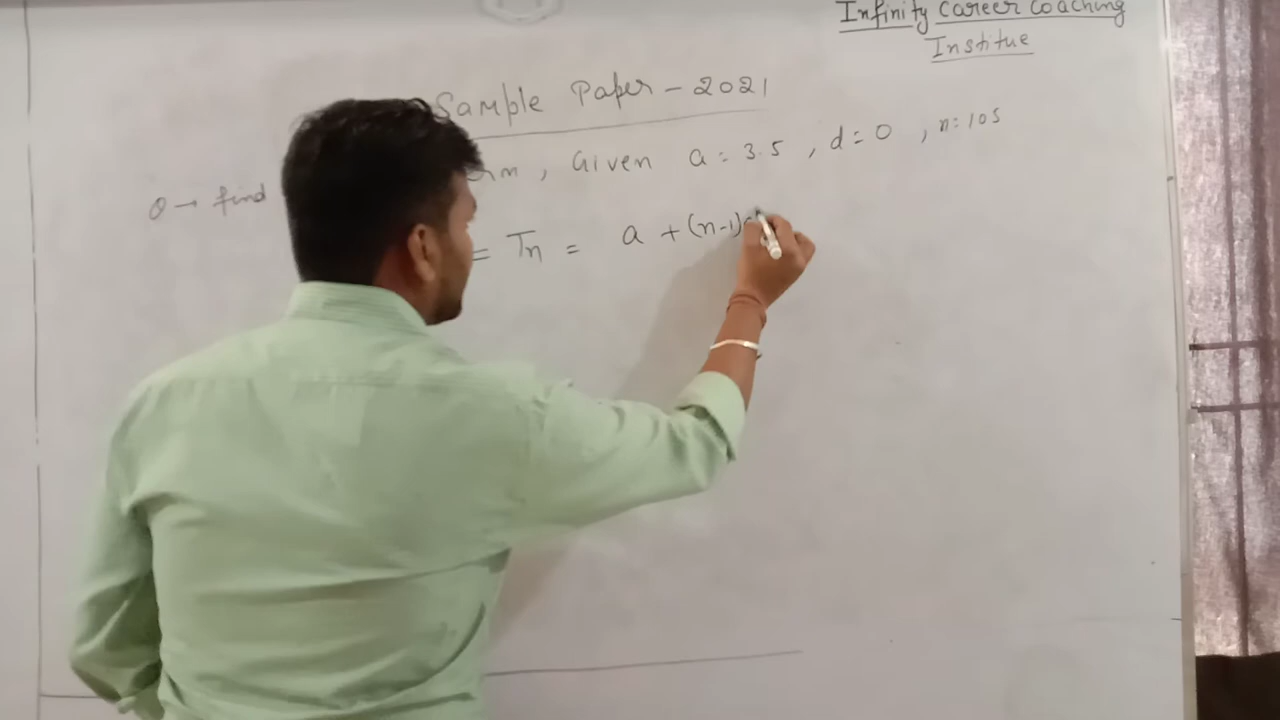 Infinity Career Coaching
Institue
Sample Paper - 2021
Q → find
, Given a = 3.5 , d = 0 , n = 105
= Tn = a + (n-1)